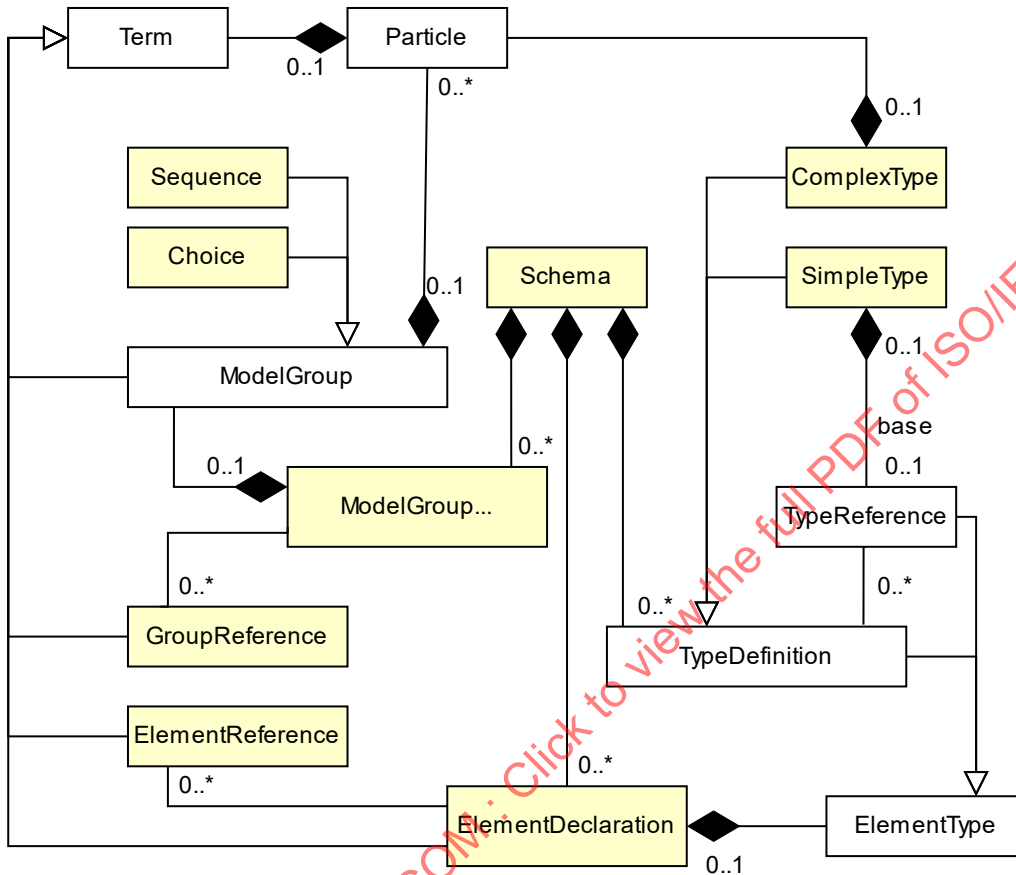 Term
Particle
0..1
0..*
0..1
Sequence
ComplexType
Choice
Schema
SimpleType
0..1
0..1
ModelGroup
base
0..*
0..1
0..1
ModelGroup...
TypeReference
0..*
0..*
0..*
GroupReference
TypeDefinition
ElementReference
0..*
0..*
ElementDeclaration
ElementType
0..1
COM : Click to view the full PDF of ISO/IE